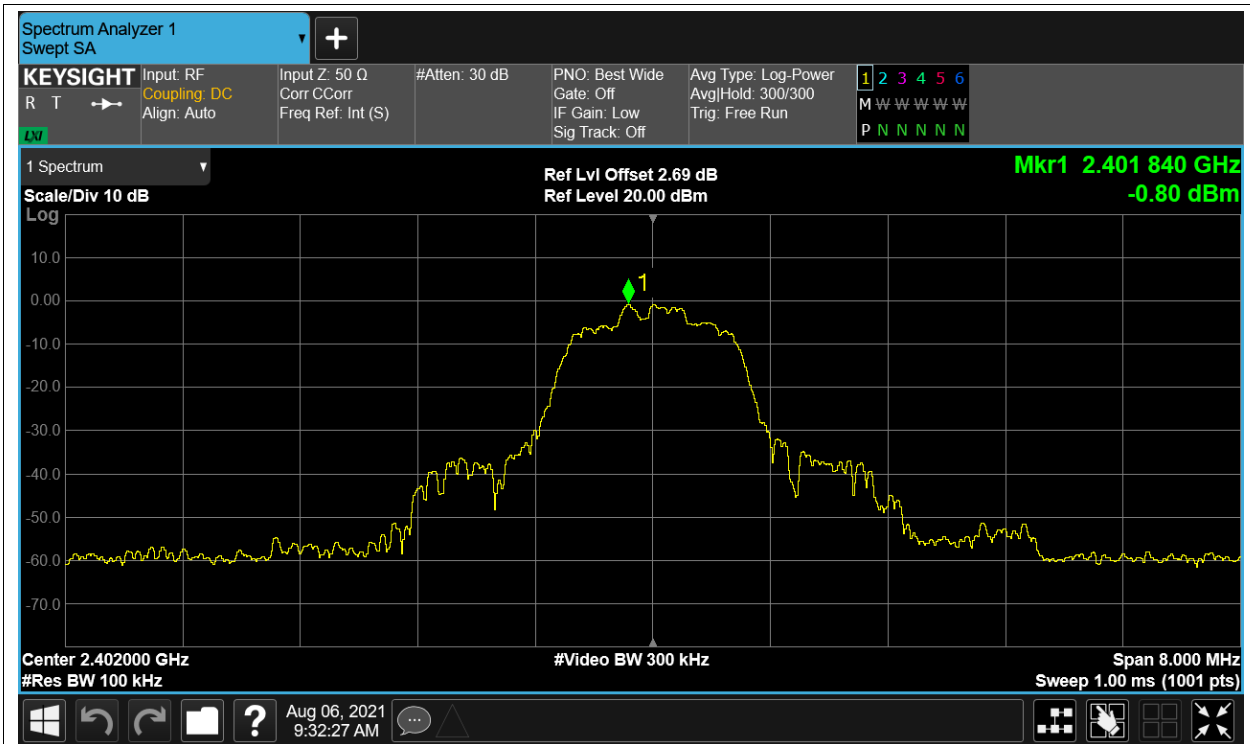 Spectrum Analyzer 1
Swept SA
+
KEYSIGHT
R T
LXI
Input: RF
Coupling: DC
Align: Auto
Input Z: 50 Ω
Corr CCorr
Freq Ref: Int (S)
#Atten: 30 dB
PNO: Best Wide
Gate: Off
IF Gain: Low
Sig Track: Off
Avg Type: Log-Power
Avg|Hold: 300/300
Trig: Free Run
1 2 3 4 5 6
M W W W W W W
P N N N N N N
1 Spectrum
Scale/Div 10 dB
Ref Lvl Offset 2.69 dB
Ref Level 20.00 dBm
Mkr1 2.401 840 GHz
-0.80 dBm
Log
10.0
0.00
-10.0
-20.0
-30.0
-40.0
-50.0
-60.0
-70.0
1
Center 2.402000 GHz
#Res BW 100 kHz
#Video BW 300 kHz
Span 8.000 MHz
Sweep 1.00 ms (1001 pts)
?
Aug 06, 2021
9:32:27 AM